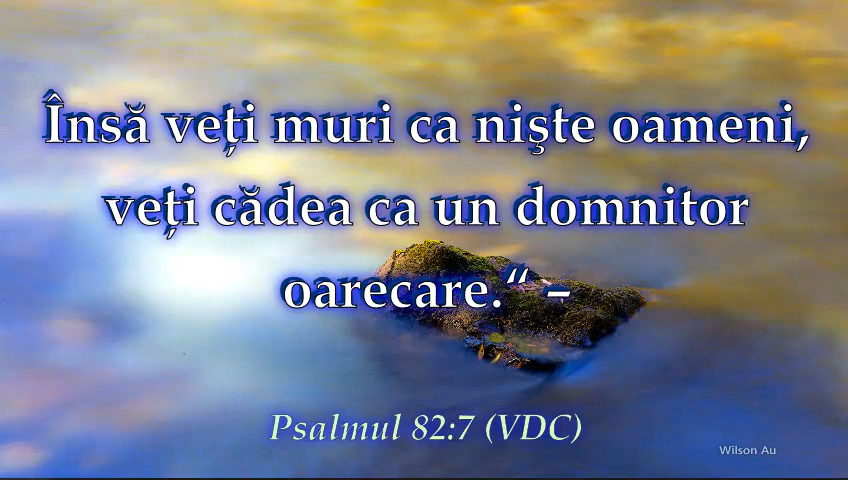 Însă veți muri ca nişte oameni,
veți cădea ca un domnitor
oarecare.“ –
Psalmul 82:7 (VDC)
Wilson Au